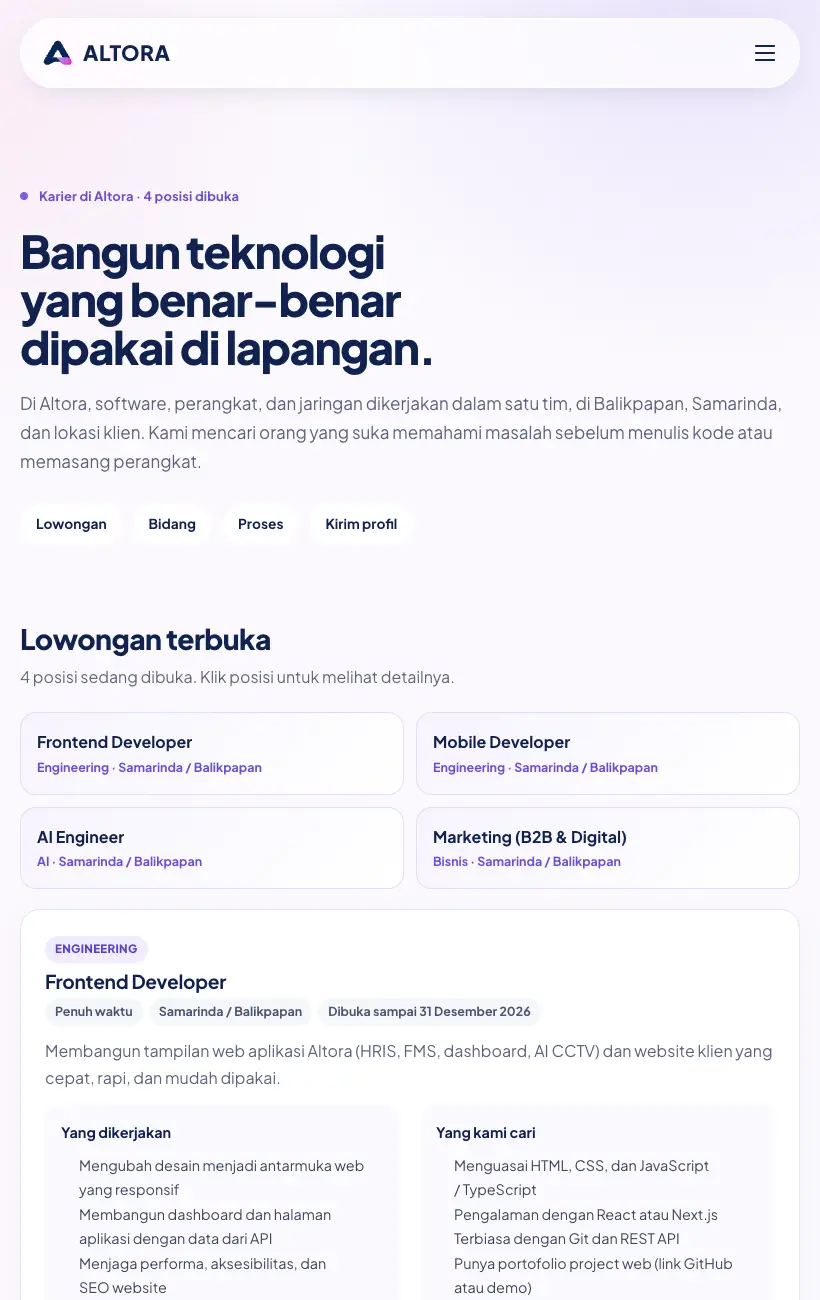 ALTORA
Karier di Altora · 4 posisi dibuka
Bangun teknologi
yang benar-benar
dipakai di lapangan.
Di Altora, software, perangkat, dan jaringan dikerjakan dalam satu tim, di Balikpapan, Samarinda,
dan lokasi klien. Kami mencari orang yang suka memahami masalah sebelum menulis kode atau
memasang perangkat.
Lowongan
Bidang
Proses
Kirim profil
Lowongan terbuka
4 posisi sedang dibuka. Klik posisi untuk melihat detailnya.
Frontend Developer
Engineering · Samarinda / Balikpapan
Mobile Developer
Engineering · Samarinda / Balikpapan
AI Engineer
AI · Samarinda / Balikpapan
Marketing (B2B & Digital)
Bisnis · Samarinda / Balikpapan
ENGINEERING
Frontend Developer
Penuh waktu
Samarinda / Balikpapan
Dibuka sampai 31 Desember 2026
Membangun tampilan web aplikasi Altora (HRIS, FMS, dashboard, AI CCTV) dan website klien yang
cepat, rapi, dan mudah dipakai.
Yang dikerjakan
Mengubah desain menjadi antarmuka web
yang responsif
Membangun dashboard dan halaman
aplikasi dengan data dari API
Menjaga performa, aksesibilitas, dan
SEO website
Yang kami cari
Menguasai HTML, CSS, dan JavaScript
/ TypeScript
Pengalaman dengan React atau Next.js
Terbiasa dengan Git dan REST API
Punya portofolio project web (link GitHub
atau demo)